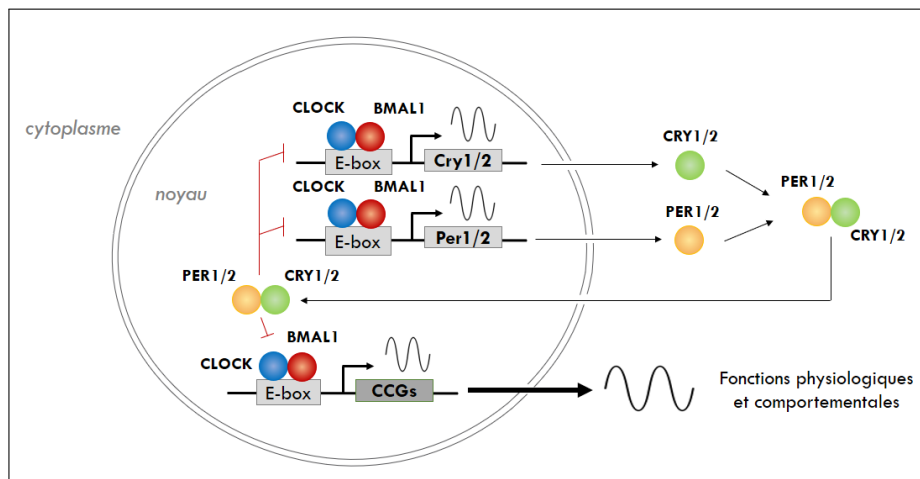 CLOCK BMAL1
cytoplasme
E-box Cry1/2
CRY1/2
CLOCK BMAL1
noyau
PER1/2
PER1/2
E-box Per1/2
CRY1/2
PER1/2 CRY1/2
BMAL1
CLOCK
E-box CCGs
Fonctions physiologiques
et comportementales